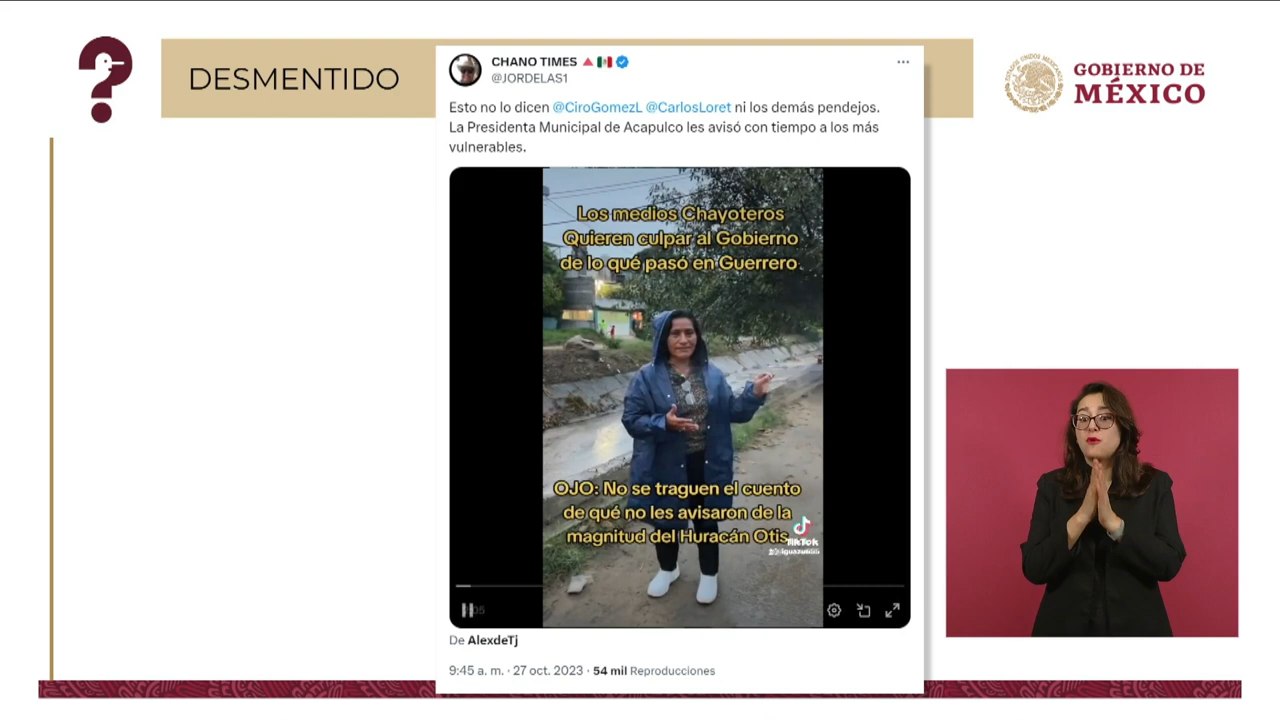 DESMENTIDO
GOBIERNO DE
MÉXICO
CHANO TIMES
@JORDELAS1
Esto no lo dicen @CiroGomezL @CarlosLoret ni los demás pendejos.
La Presidenta Municipal de Acapulco les avisó con tiempo a los más
vulnerables.
Los medios Chayoteros
Quieren culpar al Gobierno
de lo qué pasó en Guerrero
OJO: No se traguen el cuento
de qué no les avisaron de la
magnitud del Huracán Otis
TikTok
De AlexdeTj
9:45 a. m. · 27 oct. 2023 · 54 mil Reproducciones